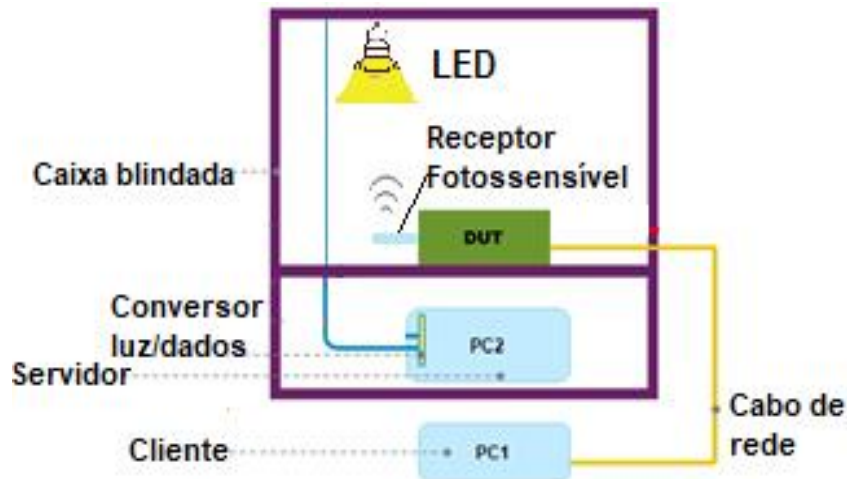 LED
Receptor
Fotossensível
Caixa blindada
DUT
Conversor
luz/dados
PC2
Servidor
Cabo de
rede
Cliente
PC1